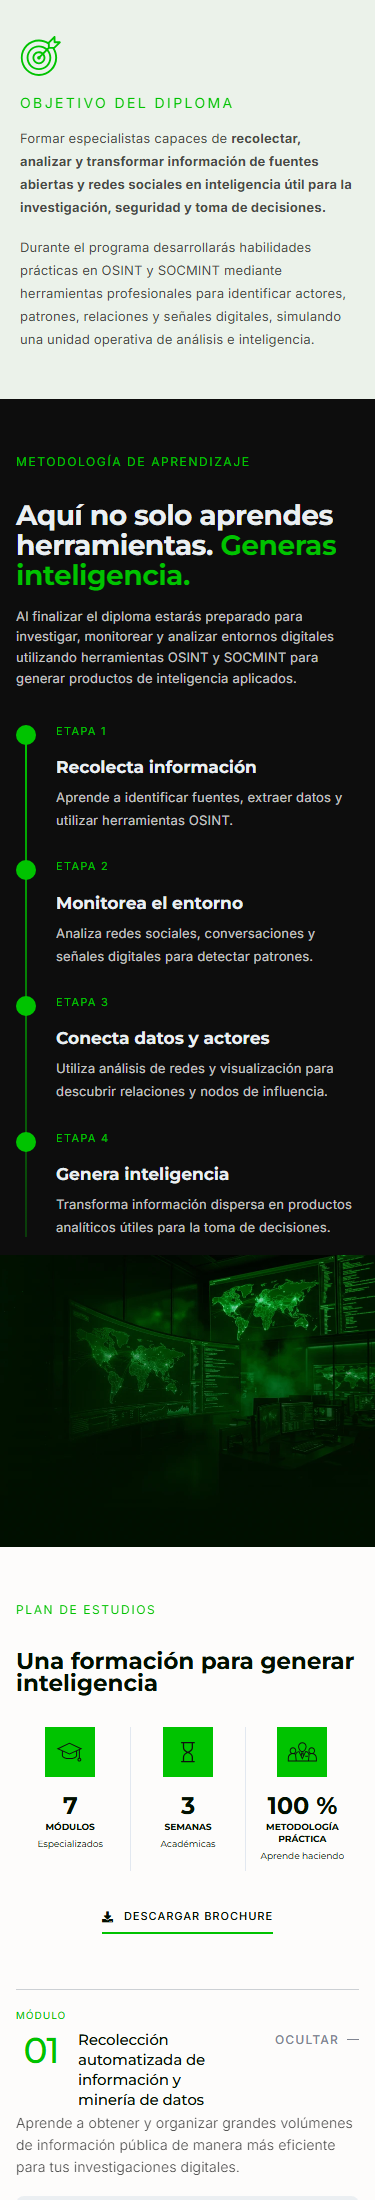 OBJETIVO DEL DIPLOMA
Formar especialistas capaces de recolectar,
analizar y transformar información de fuentes
abiertas y redes sociales en inteligencia útil para la
investigación, seguridad y toma de decisiones.
Durante el programa desarrollarás habilidades
prácticas en OSINT y SOCMINT mediante
herramientas profesionales para identificar actores,
patrones, relaciones y señales digitales, simulando
una unidad operativa de análisis e inteligencia.
METODOLOGÍA DE APRENDIZAJE
Aquí no solo aprendes
herramientas. Generas
inteligencia.
Al finalizar el diploma estarás preparado para
investigar, monitorear y analizar entornos digitales
utilizando herramientas OSINT y SOCMINT para
generar productos de inteligencia aplicados.
ETAPA 1
Recolecta información
Aprende a identificar fuentes, extraer datos y
utilizar herramientas OSINT.
ETAPA 2
Monitorea el entorno
Analiza redes sociales, conversaciones y
señales digitales para detectar patrones.
ETAPA 3
Conecta datos y actores
Utiliza análisis de redes y visualización para
descubrir relaciones y nodos de influencia.
ETAPA 4
Genera inteligencia
Transforma información dispersa en productos
analíticos útiles para la toma de decisiones.
PLAN DE ESTUDIOS
Una formación para generar
inteligencia
7
MÓDULOS
Especializados
3
SEMANAS
Académicas
100 %
METODOLOGÍA
PRÁCTICA
Aprende haciendo
DESCARGAR BROCHURE
MÓDULO
01
Recolección
automatizada de
información y
minería de datos
OCULTAR —
Aprende a obtener y organizar grandes volúmenes
de información pública de manera más eficiente
para tus investigaciones digitales.